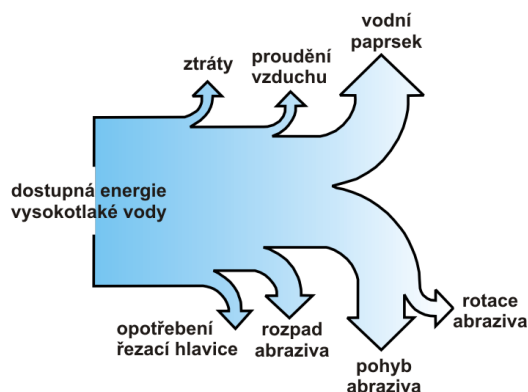 vodní
paprsek
ztráty
proudění
vzduchu
dostupná energie
vysokotlaké vody
opotřebení
řezací hlavice
rozpad
abraziva
pohyb
abraziva
rotace
abraziva